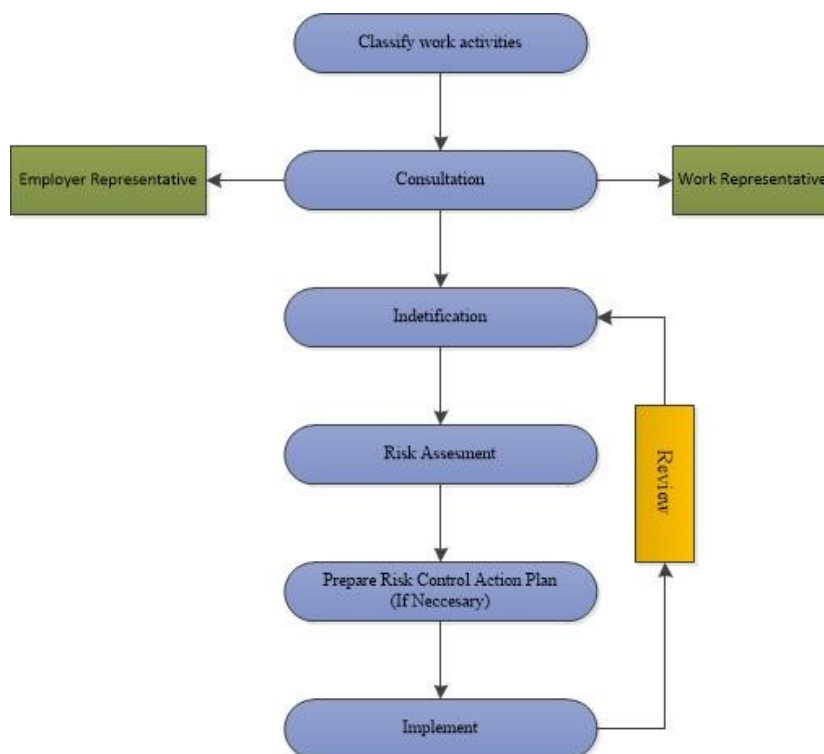 Classify work activities
Employer Representative
Consultation
Work Representative
Indetification
Risk Assesment
Review
Prepare Risk Control Action Plan
(If Neccesary)
Implement